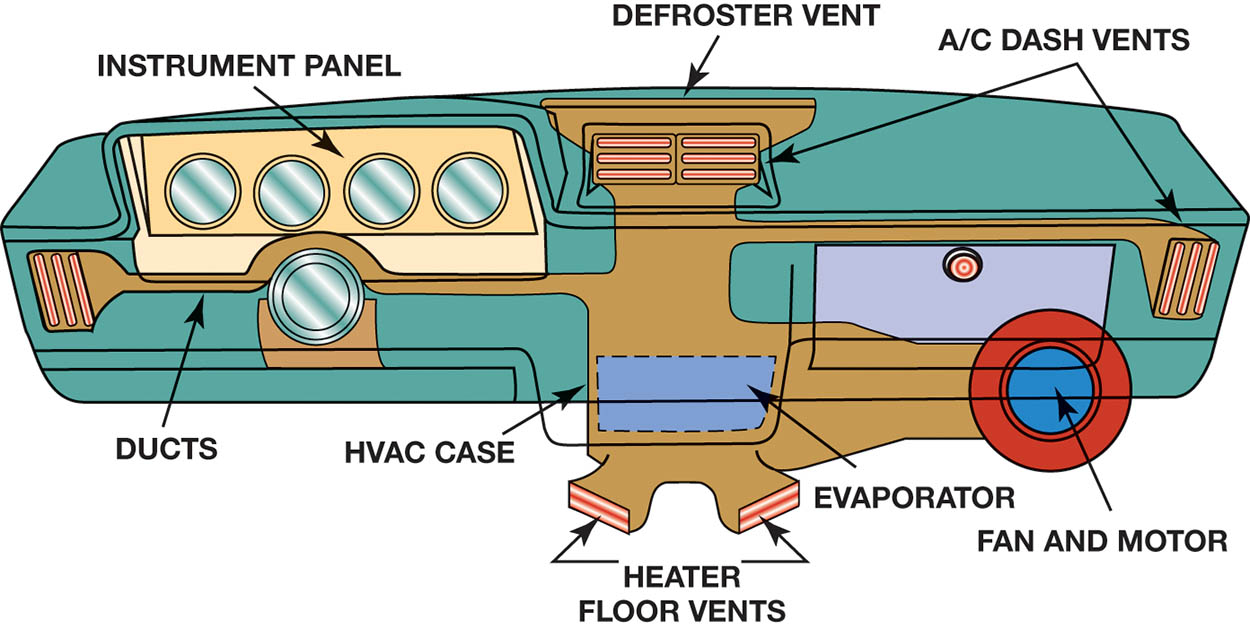 DEFROSTER VENT
A/C DASH VENTS
INSTRUMENT PANEL
DUCTS
HVAC CASE
EVAPORATOR
FAN AND MOTOR
HEATER
FLOOR VENTS